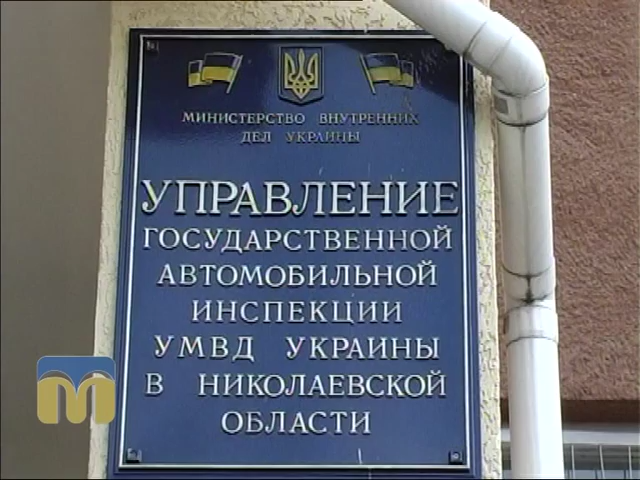 МИНИСТЕРСТВО ВНУТРЕННИХ
ДЕЛ УКРАИНЫ
УПРАВЛЕНИЕ
ГОСУДАРСТВЕННОЙ
АВТОМОБИЛЬНОЙ
ИНСПЕКЦИИ
УМВД УКРАИНЫ
В НИКОЛАЕВСКОЙ
ОБЛАСТИ